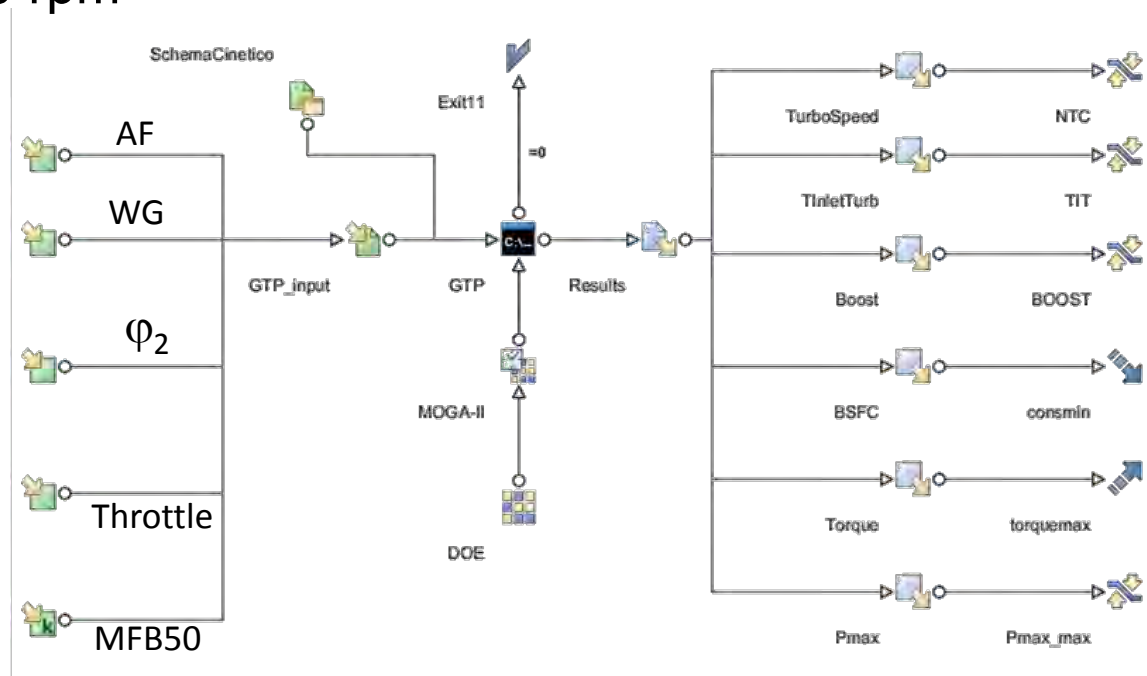 rpm
SchemaCinetico
Exit11
AF
=0
TurboSpeed
NTC
WG
TInletTurb
TIT
C:\...
GTP_input
GTP
Results
Boost
BOOST
φ2
MOGA-II
BSFC
consmin
Throttle
Torque
torquemax
DOE
k
MFB50
Pmax
Pmax_max